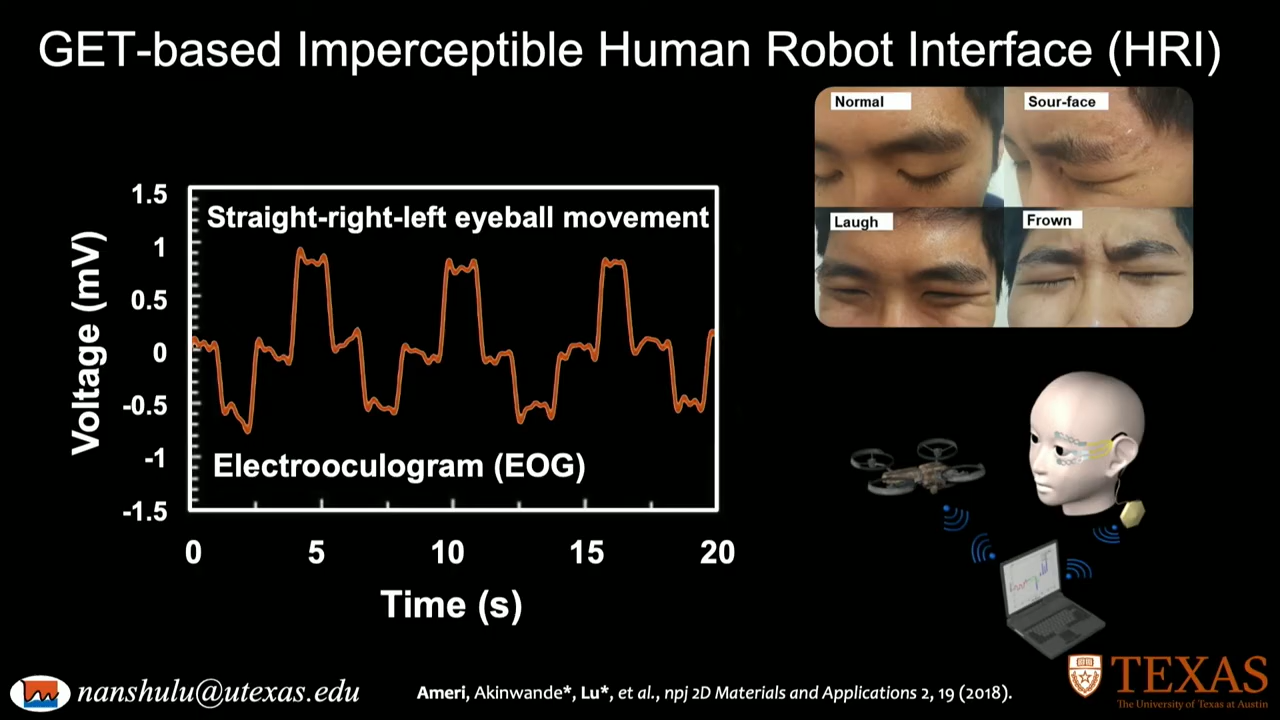 GET-based Imperceptible Human Robot Interface (HRI)
Normal
Sour-face
Laugh
Frown
Straight-right-left eyeball movement
Electrooculogram (EOG)
Voltage (mV)
1.5
1
0.5
0
-0.5
-1
-1.5
0 5 10 15 20
Time (s)
nanshulu@utexas.edu
Ameri, Akinwande*, Lu*, et al., npj 2D Materials and Applications 2, 19 (2018).
TEXAS
The University of Texas at Austin